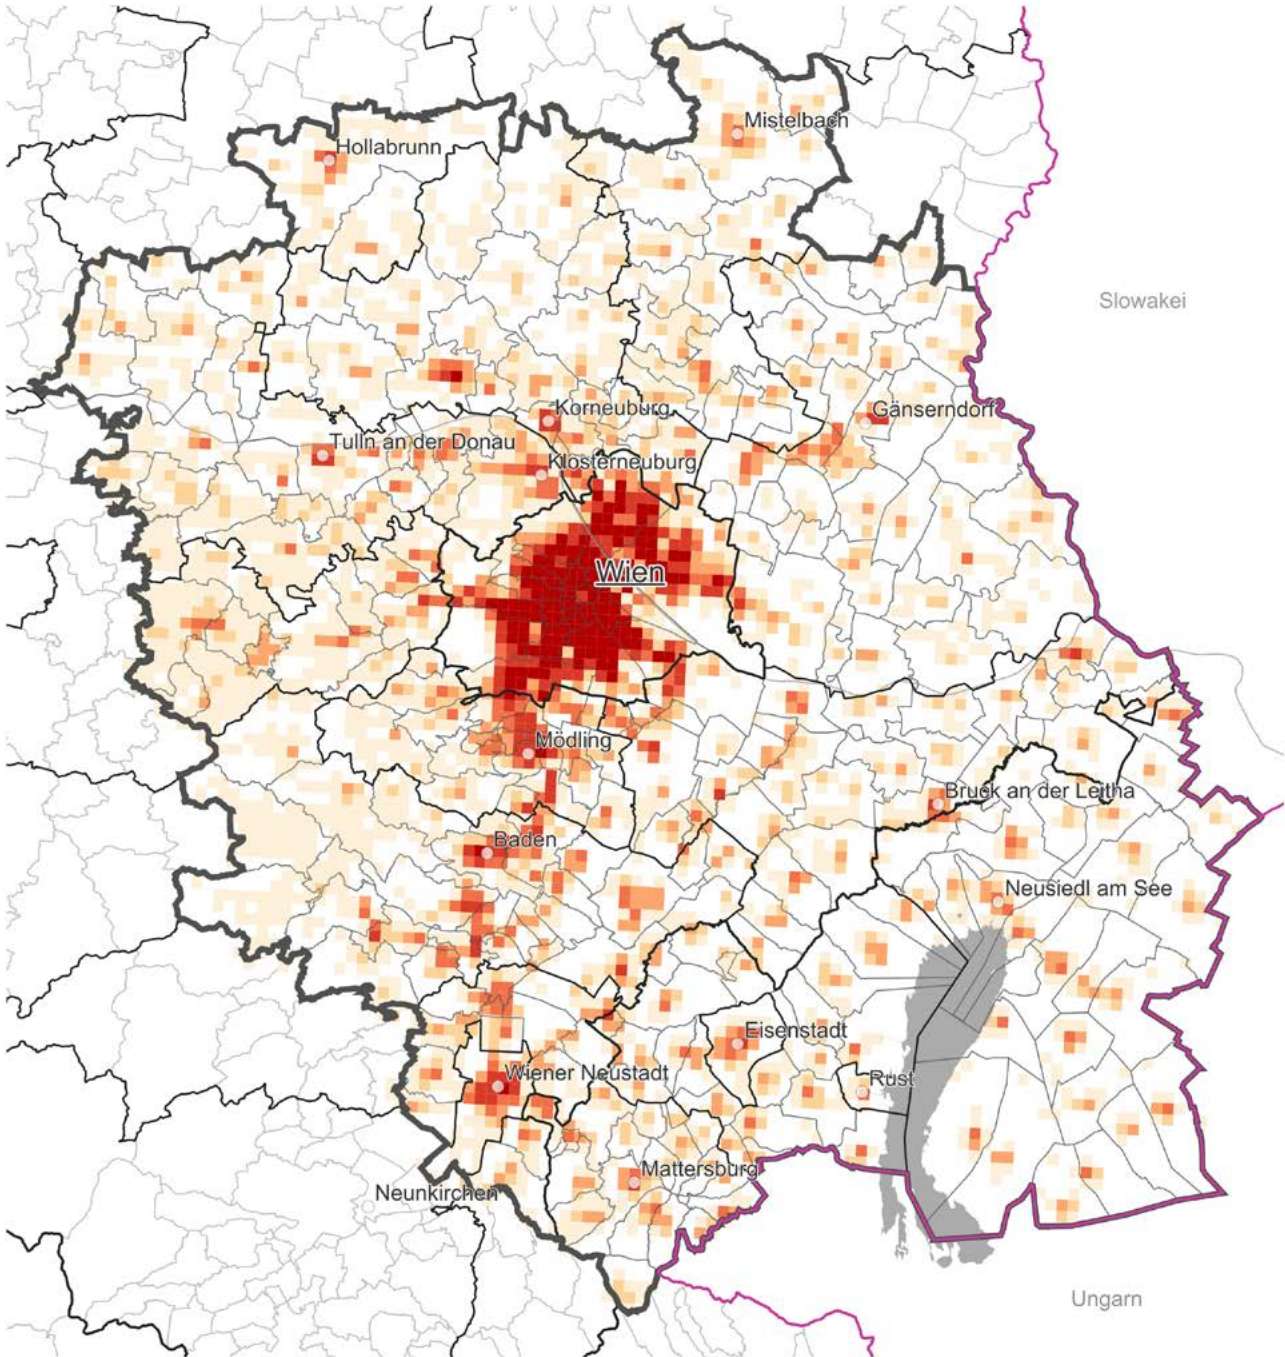 Mistelbach
Hollabrunn
Slowakei
Korneuburg
Gänserndorf
Tulln an der Donau
Klosterneuburg
Wien
Mödling
Bruck an der Leitha
Baden
Neusiedl am See
Eisenstadt
Wiener Neustadt
Rust
Mattersburg
Neunkirchen
Ungarn